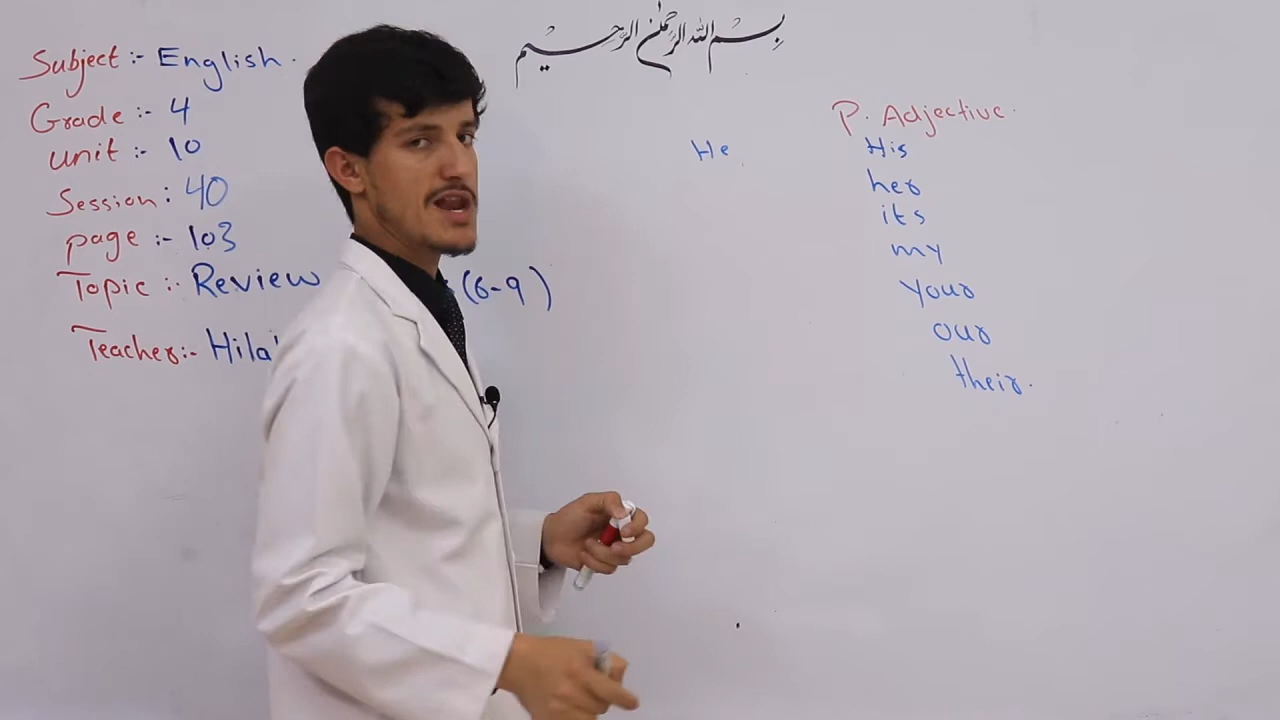 بسم الله الرحمن الرحيم
Subject :- English.
Grade :- 4
unit :- 10
Session : 40
page :- 103
Topic :- Review (6-9)
Teacher:-
P. Adjective.
He His
her
its
my
your
our
their.